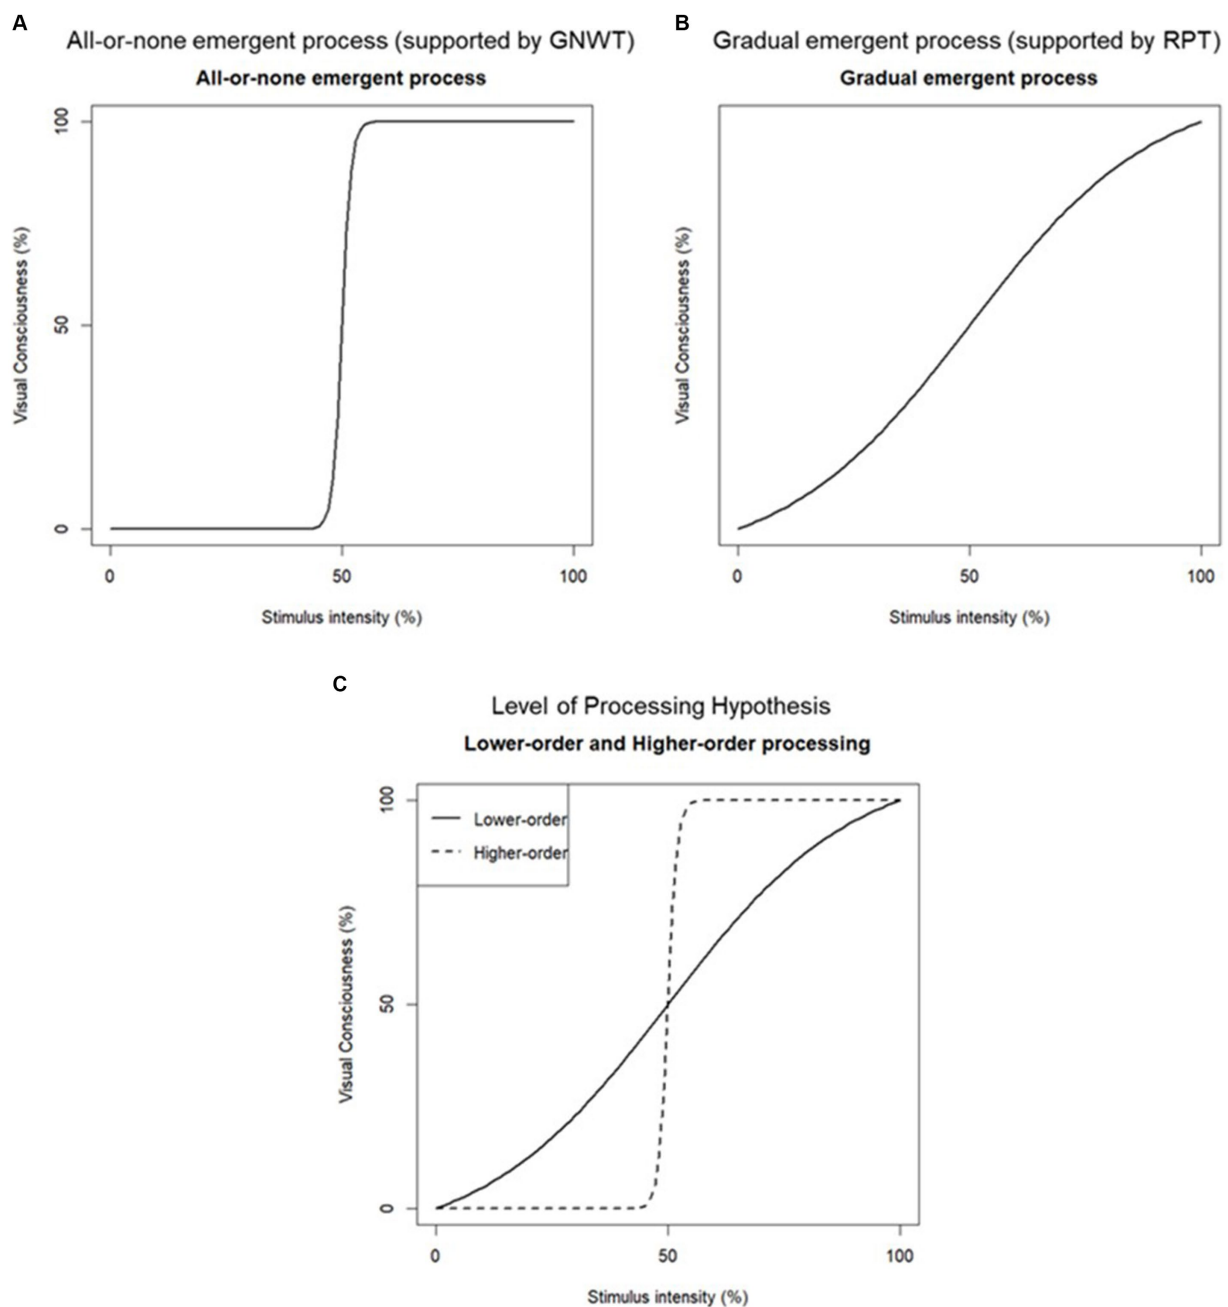 A
All-or-none emergent process (supported by GNWT)
All-or-none emergent process
Visual Consciousness (%)
100
50
0
0 50 100
Stimulus intensity (%)
B
Gradual emergent process (supported by RPT)
Gradual emergent process
Visual Consciousness (%)
0 50 100
Stimulus intensity (%)
C
Level of Processing Hypothesis
Lower-order and Higher-order processing
Visual Consciousness (%)
100
50
0
Lower-order
Higher-order
0 50 100
Stimulus intensity (%)